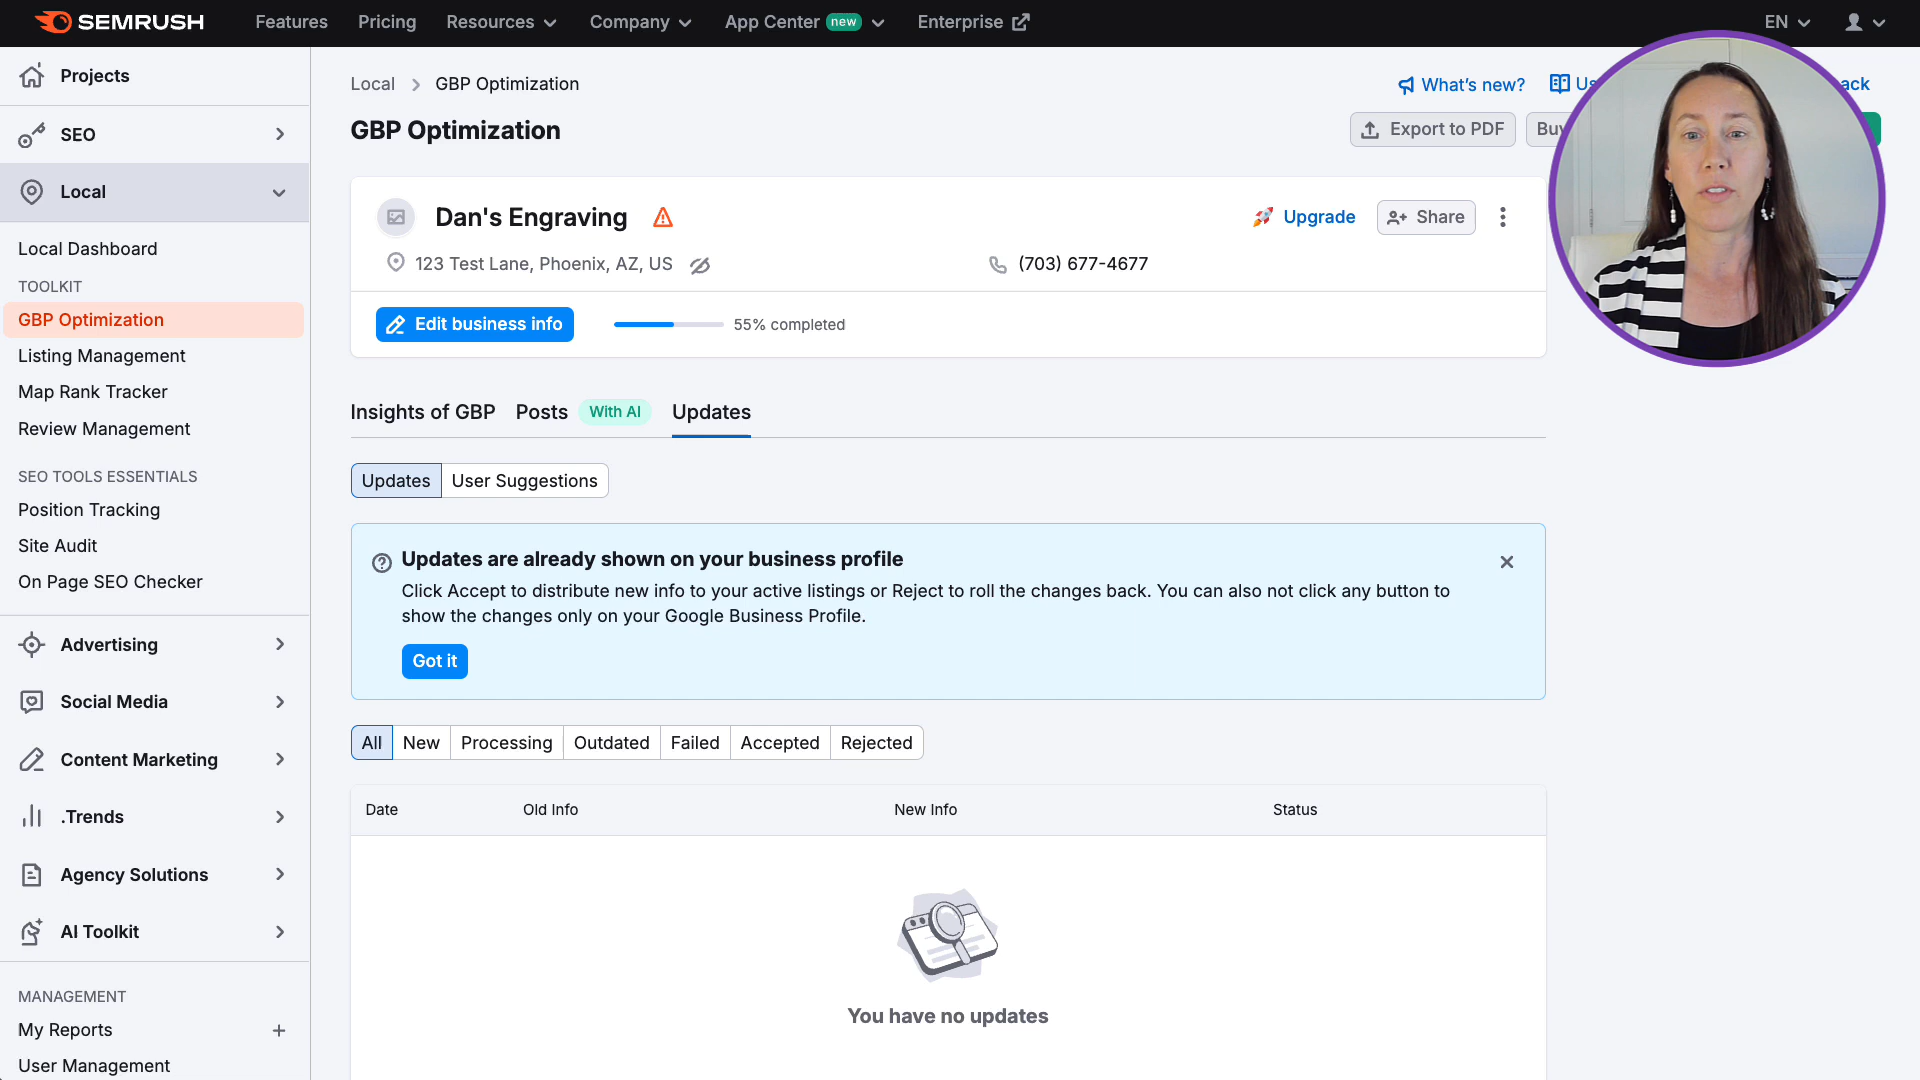 SEMRUSH
Features Pricing Resources Company App Center new Enterprise EN
Projects
SEO
Local
Local Dashboard
TOOLKIT
GBP Optimization
Listing Management
Map Rank Tracker
Review Management
SEO TOOLS ESSENTIALS
Position Tracking
Site Audit
On Page SEO Checker
Advertising
Social Media
Content Marketing
.Trends
Agency Solutions
AI Toolkit
MANAGEMENT
My Reports
User Management
Local > GBP Optimization
What's new?
GBP Optimization
Export to PDF
Dan's Engraving
Upgrade Share
123 Test Lane, Phoenix, AZ, US
(703) 677-4677
Edit business info 55% completed
Insights of GBP Posts With AI Updates
Updates User Suggestions
Updates are already shown on your business profile
Click Accept to distribute new info to your active listings or Reject to roll the changes back. You can also not click any button to
show the changes only on your Google Business Profile.
Got it
All New Processing Outdated Failed Accepted Rejected
Date Old Info New Info Status
You have no updates